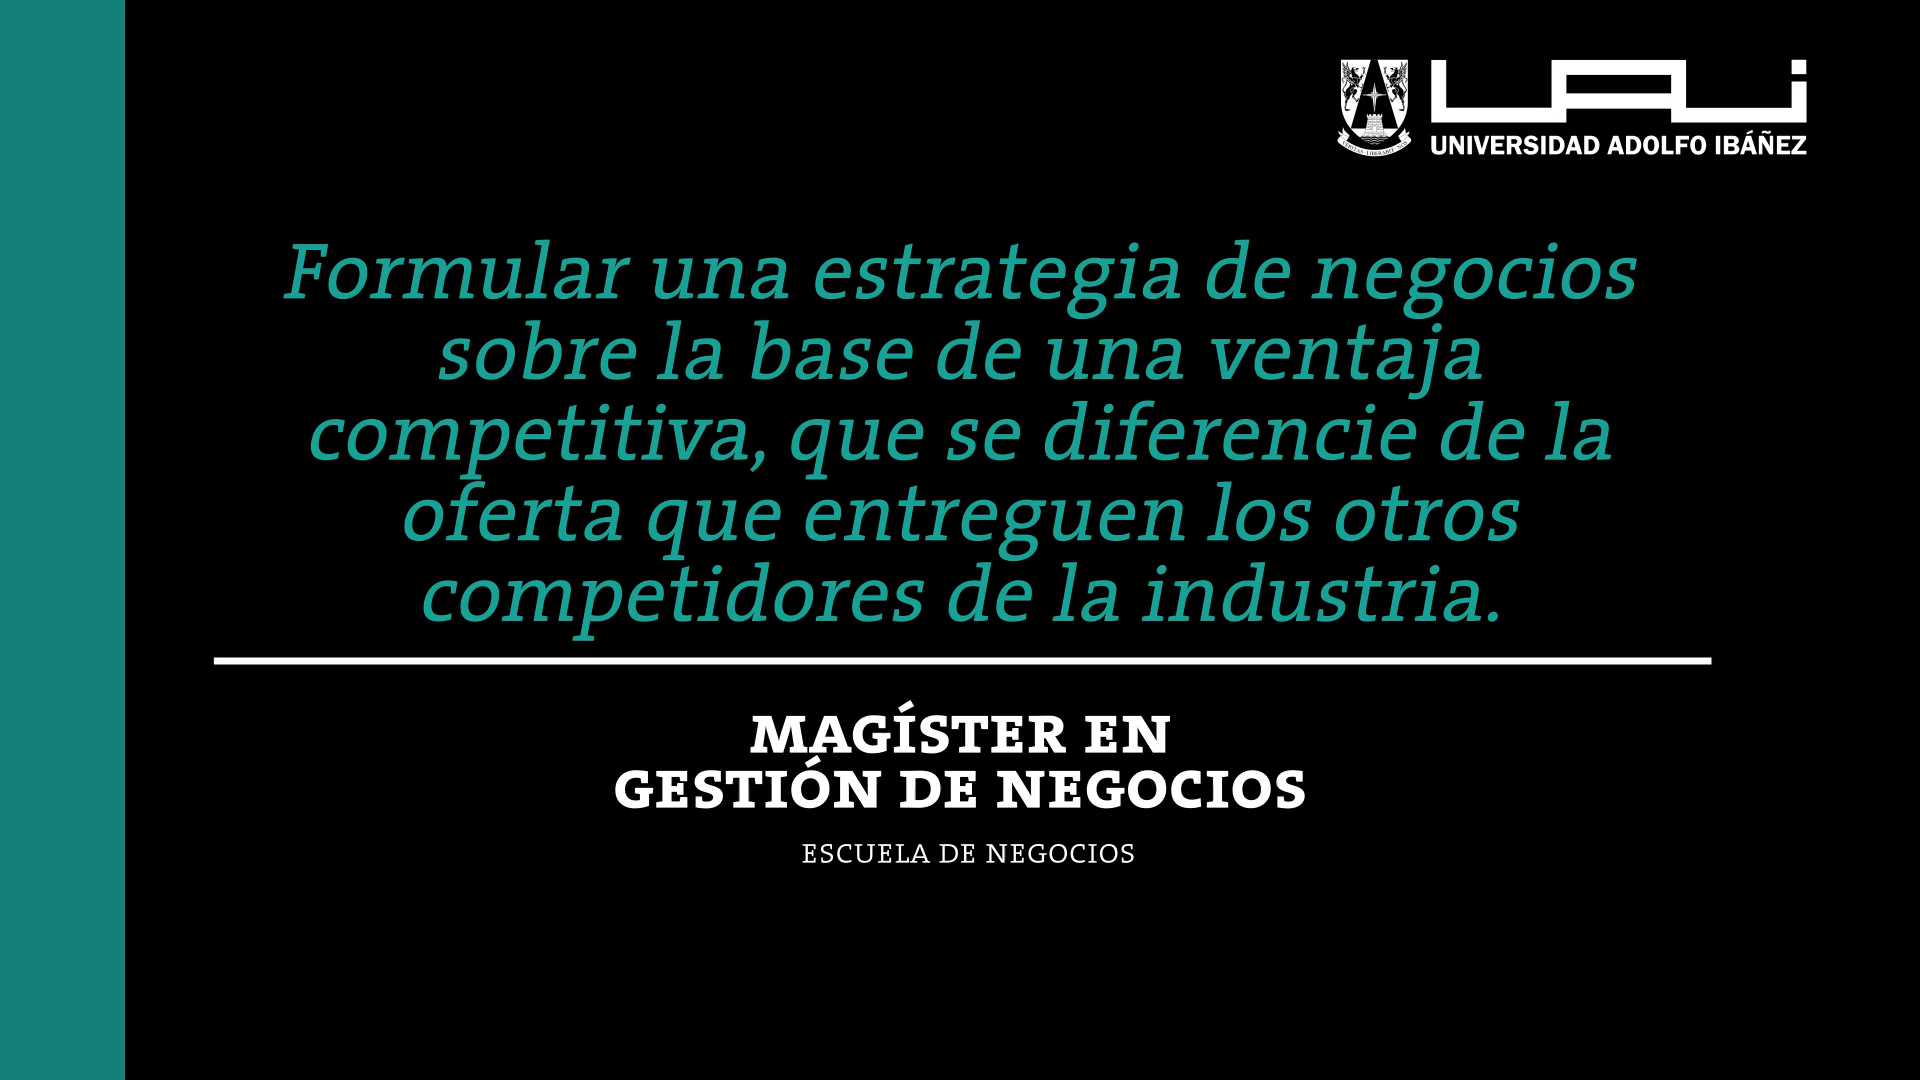 UAI
UNIVERSIDAD ADOLFO IBÁÑEZ
Formular una estrategia de negocios
sobre la base de una ventaja
competitiva, que se diferencie de la
oferta que entreguen los otros
competidores de la industria.
MAGÍSTER EN
GESTIÓN DE NEGOCIOS
ESCUELA DE NEGOCIOS